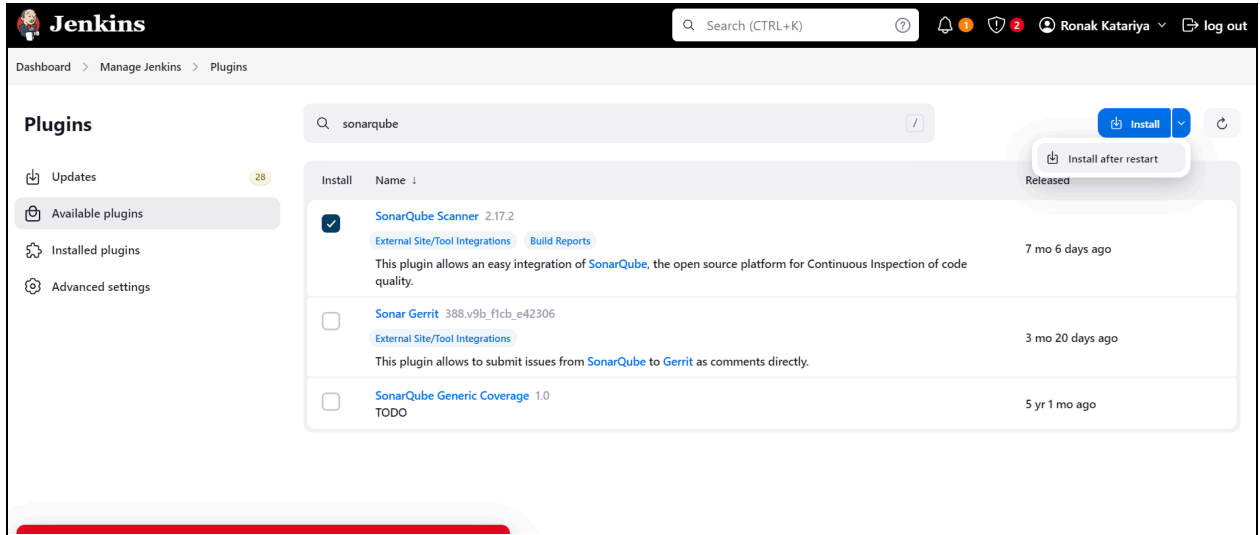 Jenkins
Search (CTRL+K)
1
2
Ronak Katariya
log out
Dashboard > Manage Jenkins > Plugins
Plugins
sonarqube
/
Install
Install after restart
Updates
28
Available plugins
Installed plugins
Advanced settings
Install Name ↓ Released
SonarQube Scanner 2.17.2
External Site/Tool Integrations Build Reports
This plugin allows an easy integration of SonarQube, the open source platform for Continuous Inspection of code
quality.
7 mo 6 days ago
Sonar Gerrit 388.v9b_f1cb_e42306
External Site/Tool Integrations
This plugin allows to submit issues from SonarQube to Gerrit as comments directly.
3 mo 20 days ago
SonarQube Generic Coverage 1.0
TODO
5 yr 1 mo ago